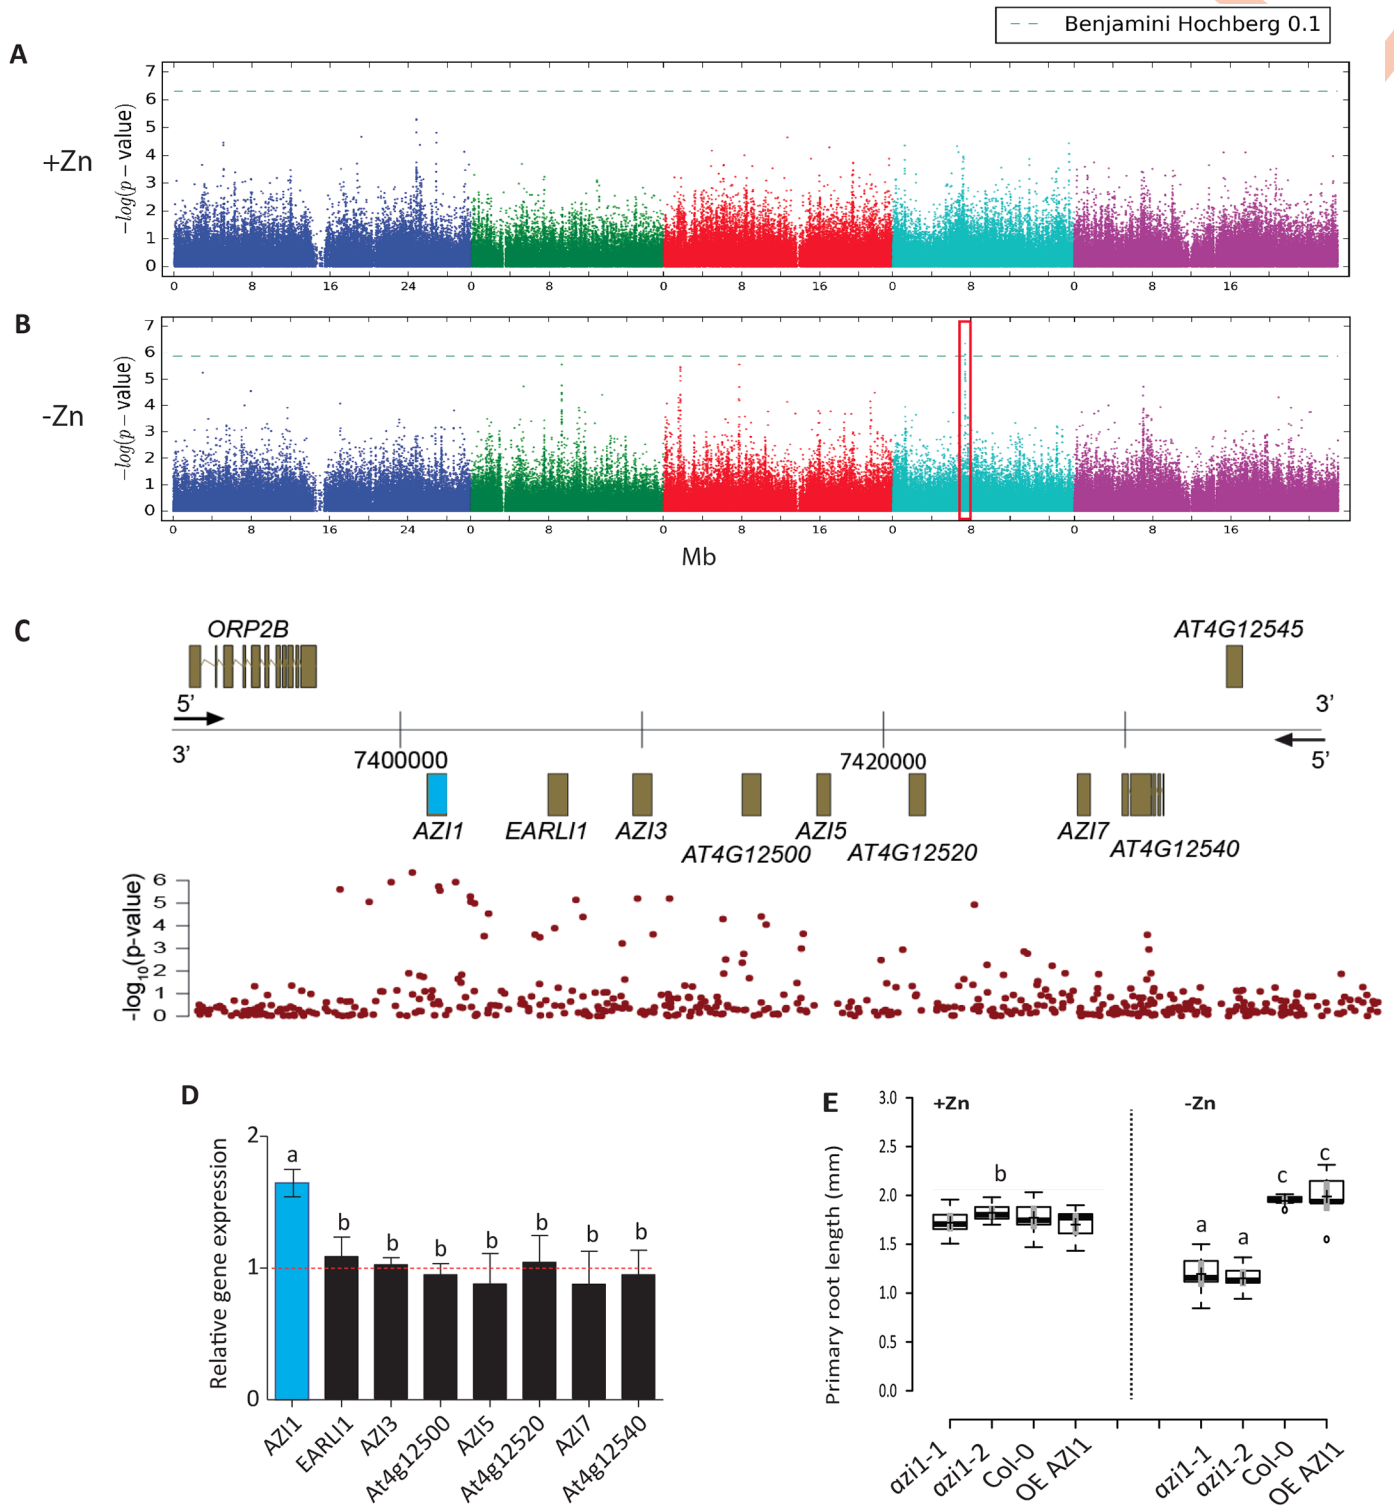 Benjamini Hochberg 0.1
A
+Zn
−log(p − value)
7
6
5
4
3
2
1
0
0 8 16 24 0 8 0 8 16 0 8 0 8 16
B
-Zn
−log(p − value)
7
6
5
4
3
2
1
0
0 8 16 24 0 8 0 8 16 0 8 0 8 16
Mb
C
ORP2B
AT4G12545
5' 3'
3' 5'
7400000 7420000
AZI1 EARLI1 AZI3 AZI5 AZI7
AT4G12500 AT4G12520 AT4G12540
-log10(p-value)
6
5
4
3
2
1
0
D
Relative gene expression
2
1
0
a b b b b b b b
AZI1 EARLI1 AZI3 At4g12500 AZI5 At4g12520 AZI7 At4g12540
E
+Zn -Zn
Primary root length (mm)
3.0
2.5
2.0
1.5
1.0
0.5
0.0
b a a c c
azi1-1 azi1-2 Col-0 OE AZI1 azi1-1 azi1-2 Col-0 OE AZI1